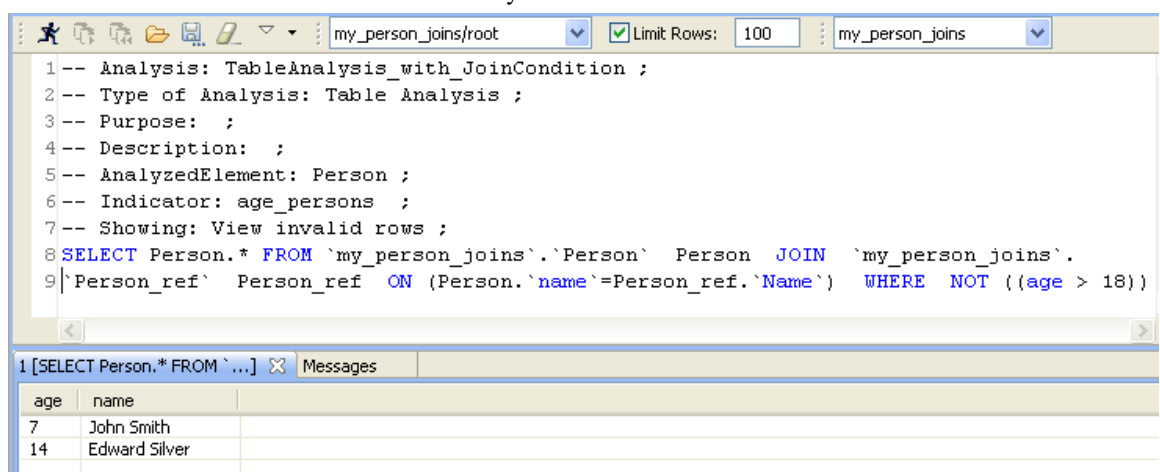 my_person_joins/root Limit Rows: 100 my_person_joins
1 -- Analysis: TableAnalysis_with_JoinCondition ;
2 -- Type of Analysis: Table Analysis ;
3 -- Purpose:  ;
4 -- Description:  ;
5 -- AnalyzedElement: Person ;
6 -- Indicator: age_persons  ;
7 -- Showing: View invalid rows ;
8 SELECT Person.* FROM `my_person_joins`.`Person`  Person  JOIN  `my_person_joins`.
9 `Person_ref`  Person_ref  ON (Person.`name`=Person_ref.`Name`)  WHERE  NOT ((age > 18))
1 [SELECT Person.* FROM `...] Messages
age name
7 John Smith
14 Edward Silver